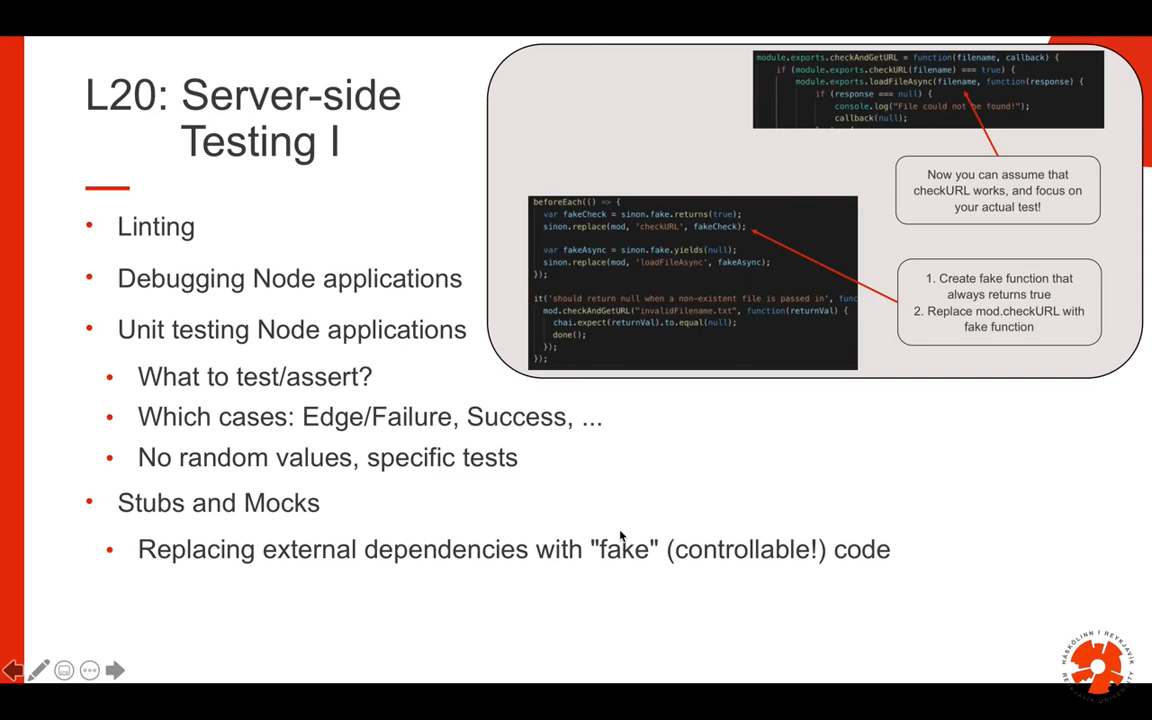 L20: Server-side
Testing I
• Linting
• Debugging Node applications
• Unit testing Node applications
• What to test/assert?
• Which cases: Edge/Failure, Success, ...
• No random values, specific tests
• Stubs and Mocks
• Replacing external dependencies with "fake" (controllable!) code
module.exports.checkAndGetURL = function(filename, callback) {
if (module.exports.checkURL(filename) === true) {
module.exports.loadFileAsync(filename, function(response) {
if (response === null) {
console.log("File could not be found!");
callback(null);
Now you can assume that
checkURL works, and focus on
your actual test!
beforeEach(() => {
var fakeCheck = sinon.fake.returns(true);
sinon.replace(mod, 'checkURL', fakeCheck);
var fakeAsync = sinon.fake.yields(null);
sinon.replace(mod, 'loadFileAsync', fakeAsync);
});
it('should return null when a non-existent file is passed in', func
mod.checkAndGetURL("invalidFilename.txt", function(returnVal) {
chai.expect(returnVal).to.equal(null);
done();
});
});
1. Create fake function that
always returns true
2. Replace mod.checkURL with
fake function
HÁSKÓLINN Í REYKJAVÍK
REYKJAVIK UNIVERSITY